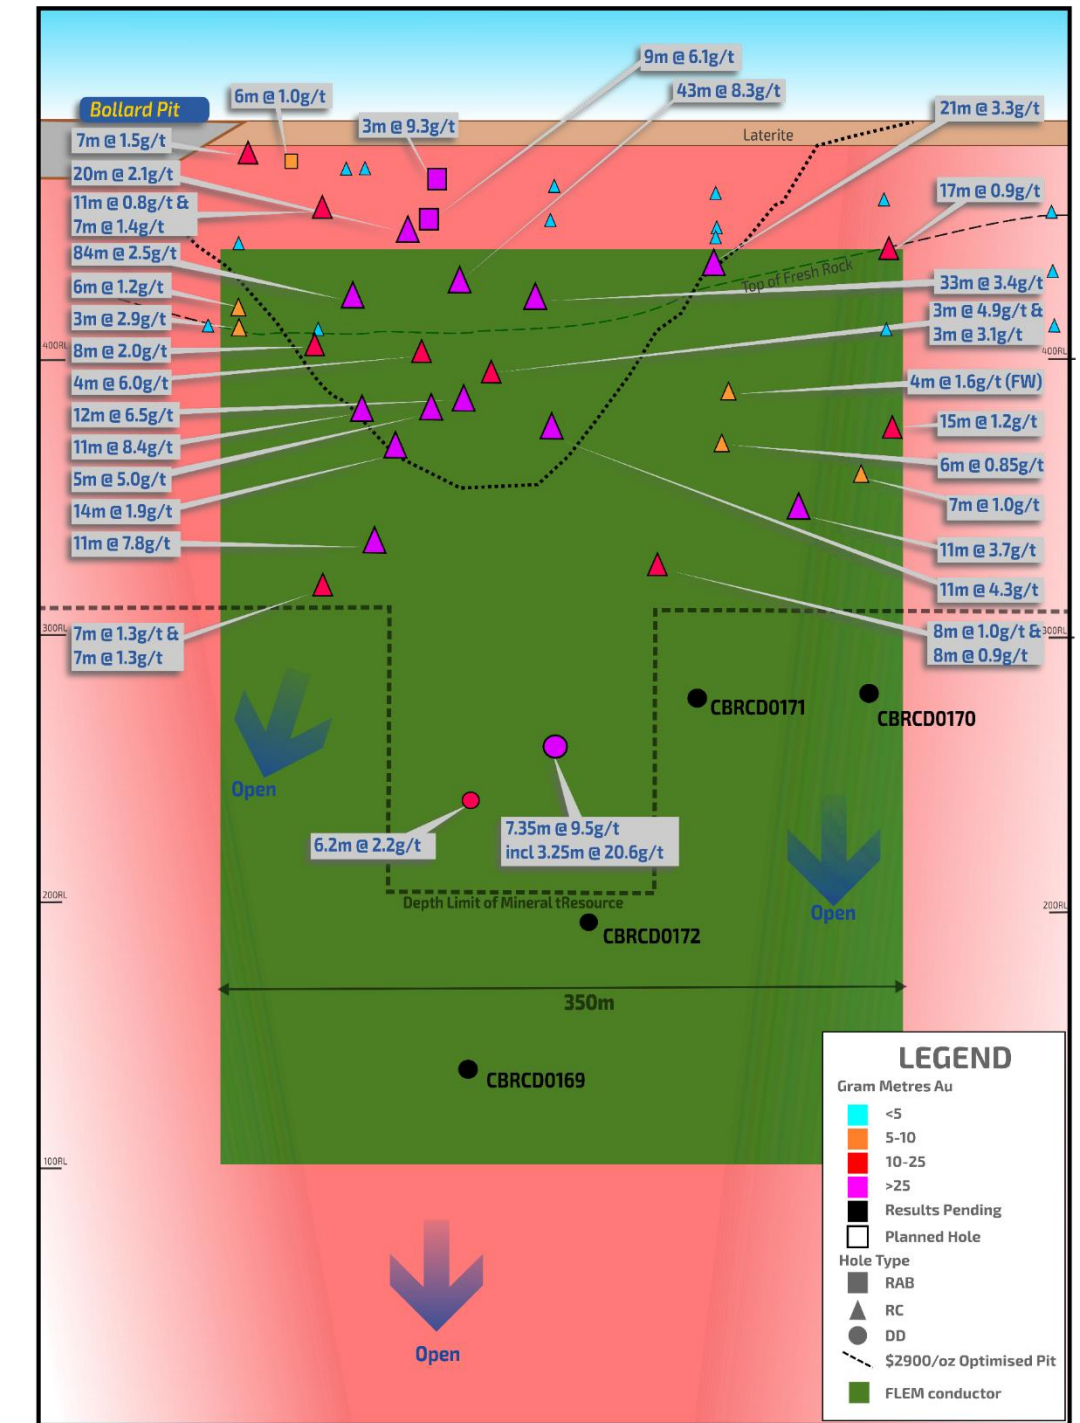 9m @ 6.1g/t
43m @ 8.3g/t
6m @ 1.0g/t
Bollard Pit
21m @ 3.3g/t
3m @ 9.3g/t
Laterite
7m @ 1.5g/t
20m @ 2.1g/t
17m @ 0.9g/t
11m @ 0.8g/t &
7m @ 1.4g/t
84m @ 2.5g/t
Top of Fresh Rock
6m @ 1.2g/t
33m @ 3.4g/t
3m @ 2.9g/t
3m @ 4.9g/t &
3m @ 3.1g/t
400RL
8m @ 2.0g/t
400RL
4m @ 6.0g/t
4m @ 1.6g/t (FW)
12m @ 6.5g/t
15m @ 1.2g/t
11m @ 8.4g/t
6m @ 0.85g/t
5m @ 5.0g/t
7m @ 1.0g/t
14m @ 1.9g/t
11m @ 7.8g/t
11m @ 3.7g/t
11m @ 4.3g/t
300RL
7m @ 1.3g/t &
7m @ 1.3g/t
8m @ 1.0g/t &
8m @ 0.9g/t
300RL
CBRCD0171
CBRCD0170
Open
7.35m @ 9.5g/t
incl 3.25m @ 20.6g/t
6.2m @ 2.2g/t
200RL
Depth Limit of Mineral tResource
200RL
Open
CBRCD0172
350m
CBRCD0169
100RL
Open
LEGEND
Gram Metres Au
<5
5-10
10-25
>25
Results Pending
Planned Hole
Hole Type
RAB
RC
DD
$2900/oz Optimised Pit
FLEM conductor